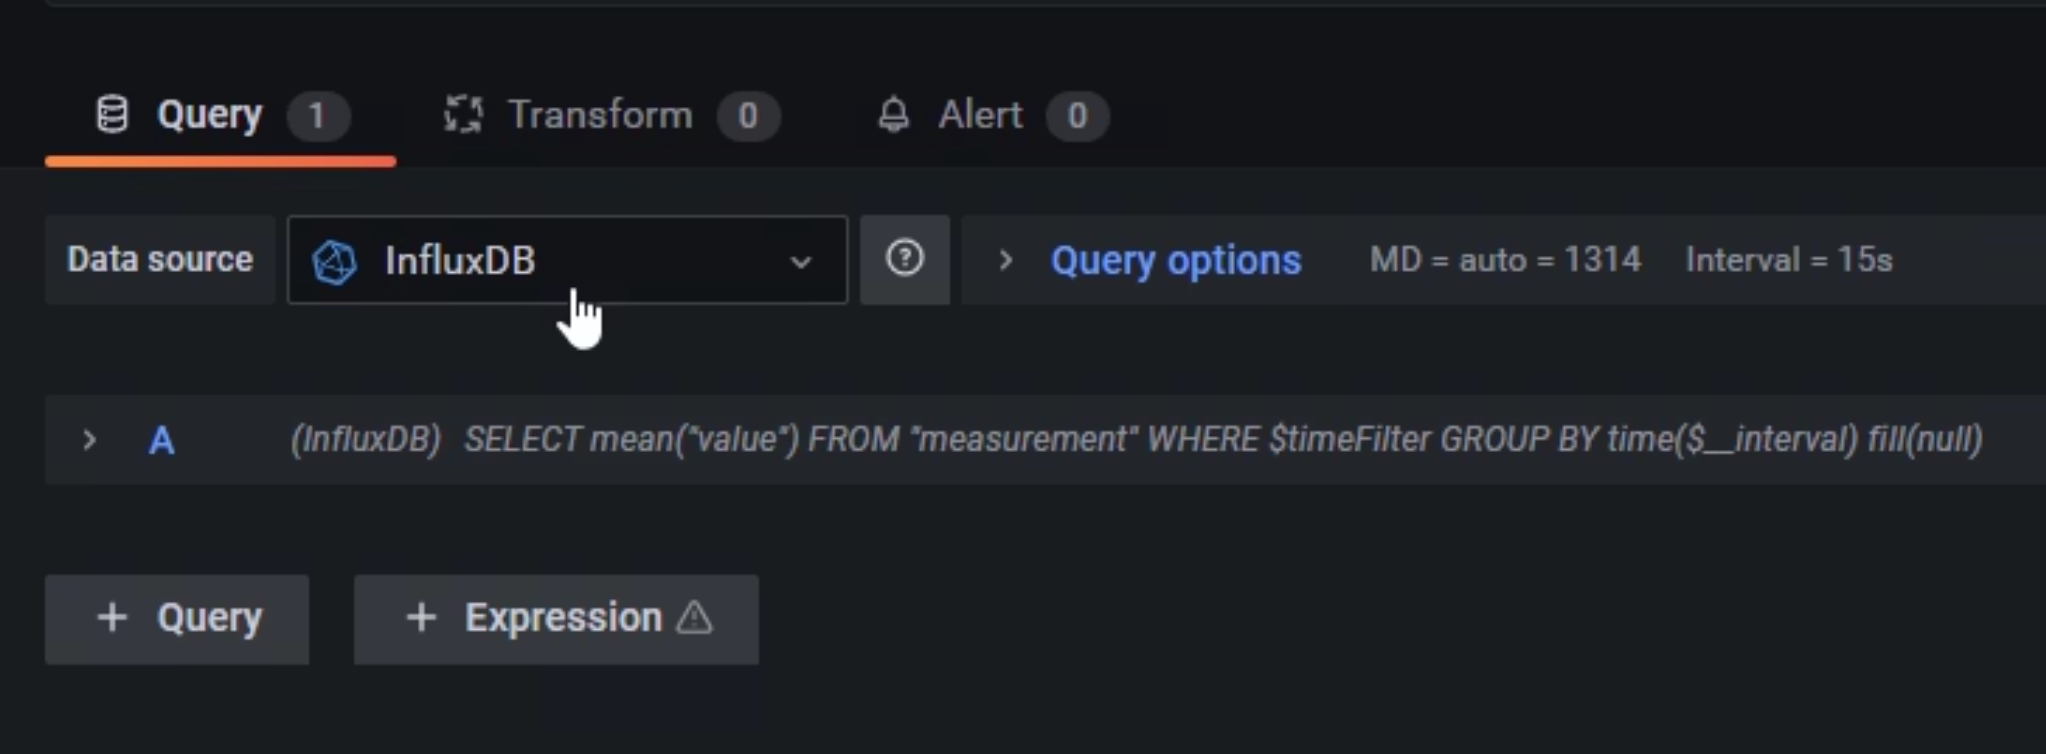 Query 1 Transform 0 Alert 0
Data source InfluxDB Query options MD = auto = 1314 Interval = 15s
A (InfluxDB) SELECT mean("value") FROM "measurement" WHERE $timeFilter GROUP BY time($__interval) fill(null)
+ Query + Expression